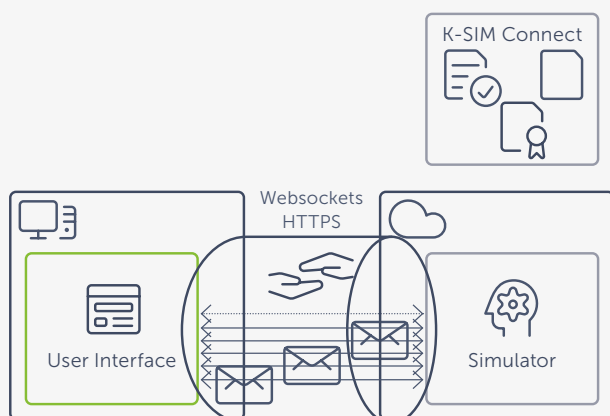 K-SIM Connect
Websockets
HTTPS
User Interface
Simulator